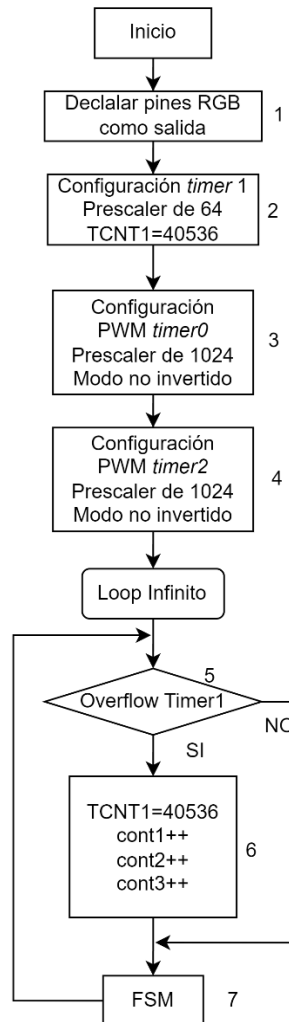 Inicio
Declalar pines RGB
como salida
1
Configuración timer 1
Prescaler de 64
TCNT1=40536
2
Configuración
PWM timer0
Prescaler de 1024
Modo no invertido
3
Configuración
PWM timer2
Prescaler de 1024
Modo no invertido
4
Loop Infinito
5
Overflow Timer1
NO
SI
TCNT1=40536
cont1++
cont2++
cont3++
6
FSM
7